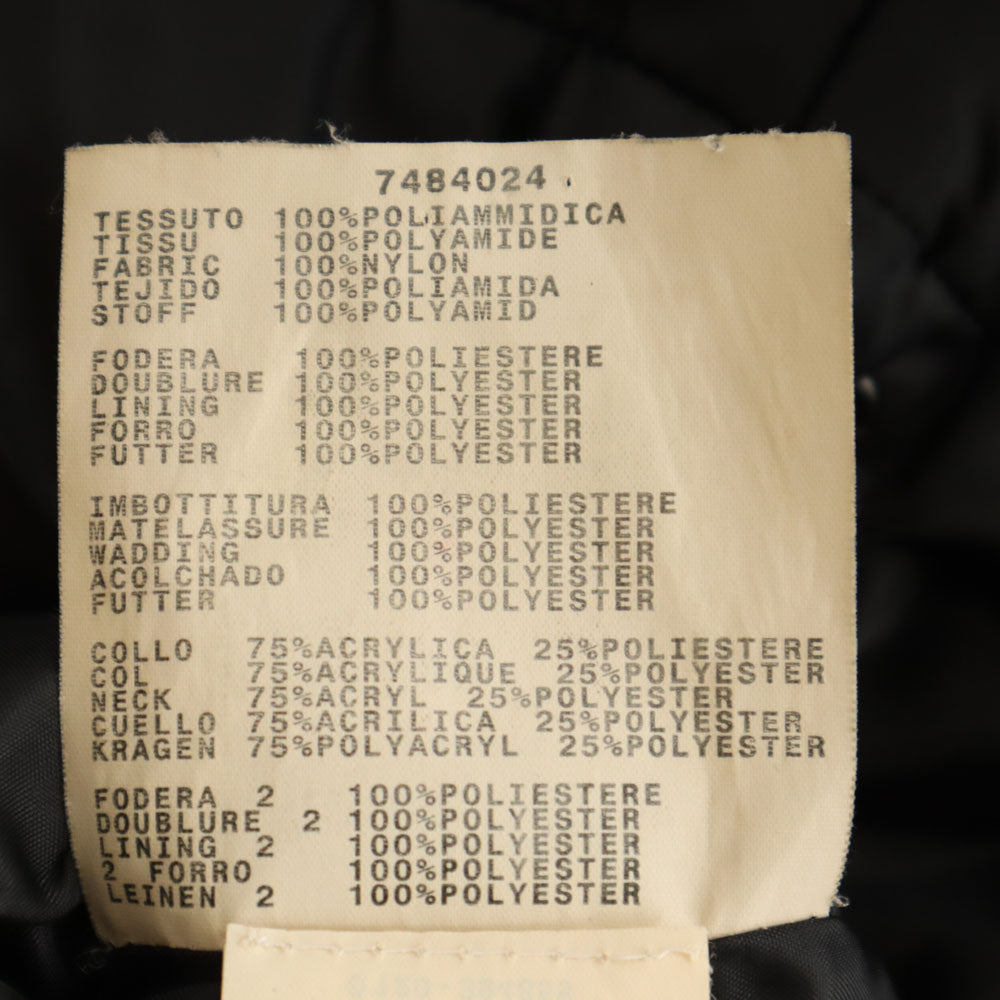 7484024
TESSUTO 100%POLIAMMIDICA
TISSU 100%POLYAMIDE
FABRIC 100%NYLON
TEJIDO 100%POLIAMIDA
STOFF 100%POLYAMID
FODERA 100%POLIESTERE
DOUBLURE 100%POLYESTER
LINING 100%POLYESTER
FORRO 100%POLYESTER
FUTTER 100%POLYESTER
IMBOTTITURA 100%POLIESTERE
MATELASSURE 100%POLYESTER
WADDING 100%POLYESTER
ACOLCHADO 100%POLYESTER
FUTTER 100%POLYESTER
COLLO 75%ACRYLICA 25%POLIESTERE
COL 75%ACRYLIQUE 25%POLYESTER
NECK 75%ACRYL 25%POLYESTER
CUELLO 75%ACRILICA 25%POLYESTER
KRAGEN 75%POLYACRYL 25%POLYESTER
FODERA 2 100%POLIESTERE
DOUBLURE 2 100%POLYESTER
LINING 2 100%POLYESTER
2 FORRO 100%POLYESTER
LEINEN 2 100%POLYESTER